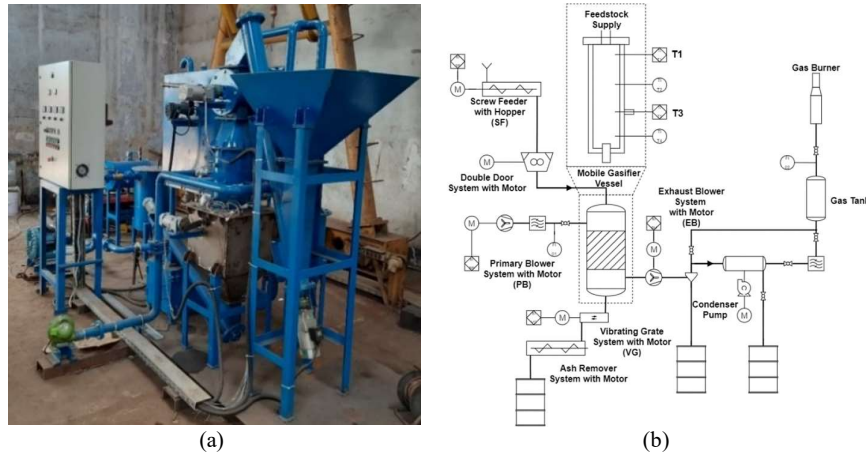 Feedstock
Supply
T1
T3
Gas Burner
M
Screw Feeder
with Hopper
(SF)
M
Double Door
System with Motor
Mobile Gasifier
Vessel
Exhaust Blower
System
with Motor
(EB)
Gas Tank
M
M
Primary Blower
System with Motor
(PB)
Condenser
Pump
M
M
Vibrating Grate
System with Motor
(VG)
Ash Remover
System with Motor
(a)
(b)